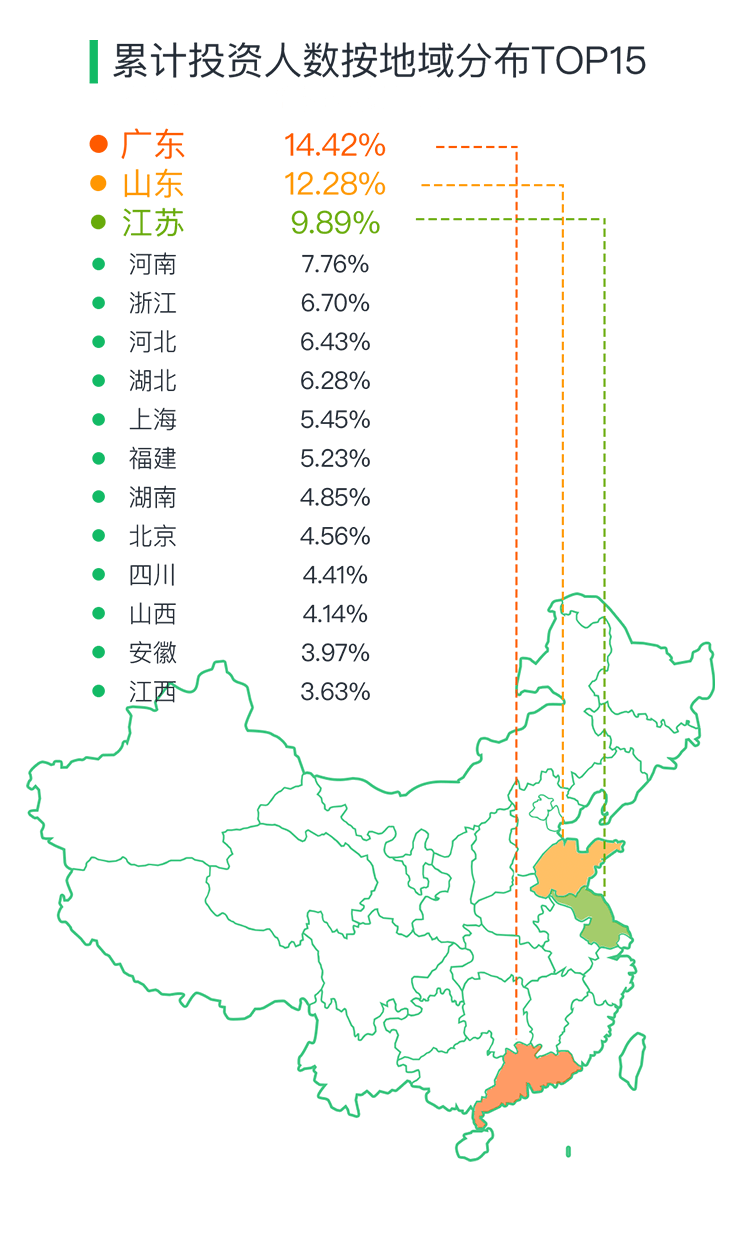 累计投资人数按地域分布TOP15
广东 14.42%
山东 12.28%
江苏 9.89%
河南 7.76%
浙江 6.70%
河北 6.43%
湖北 6.28%
上海 5.45%
福建 5.23%
湖南 4.85%
北京 4.56%
四川 4.41%
山西 4.14%
安徽 3.97%
江西 3.63%